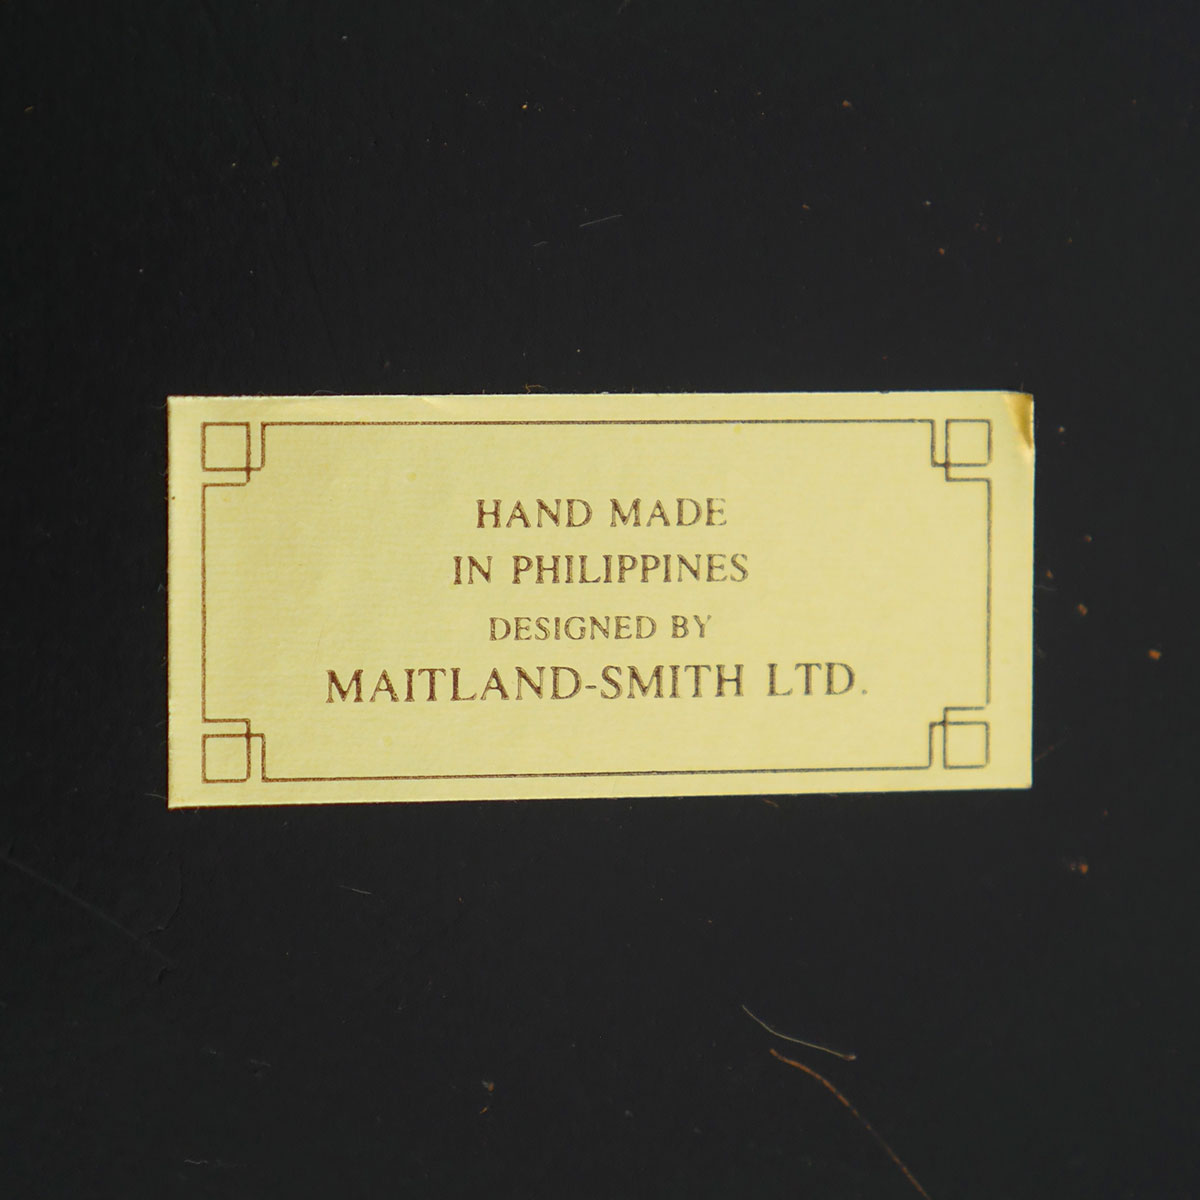 HAND MADE
IN PHILIPPINES
DESIGNED BY
MAITLAND-SMITH LTD.